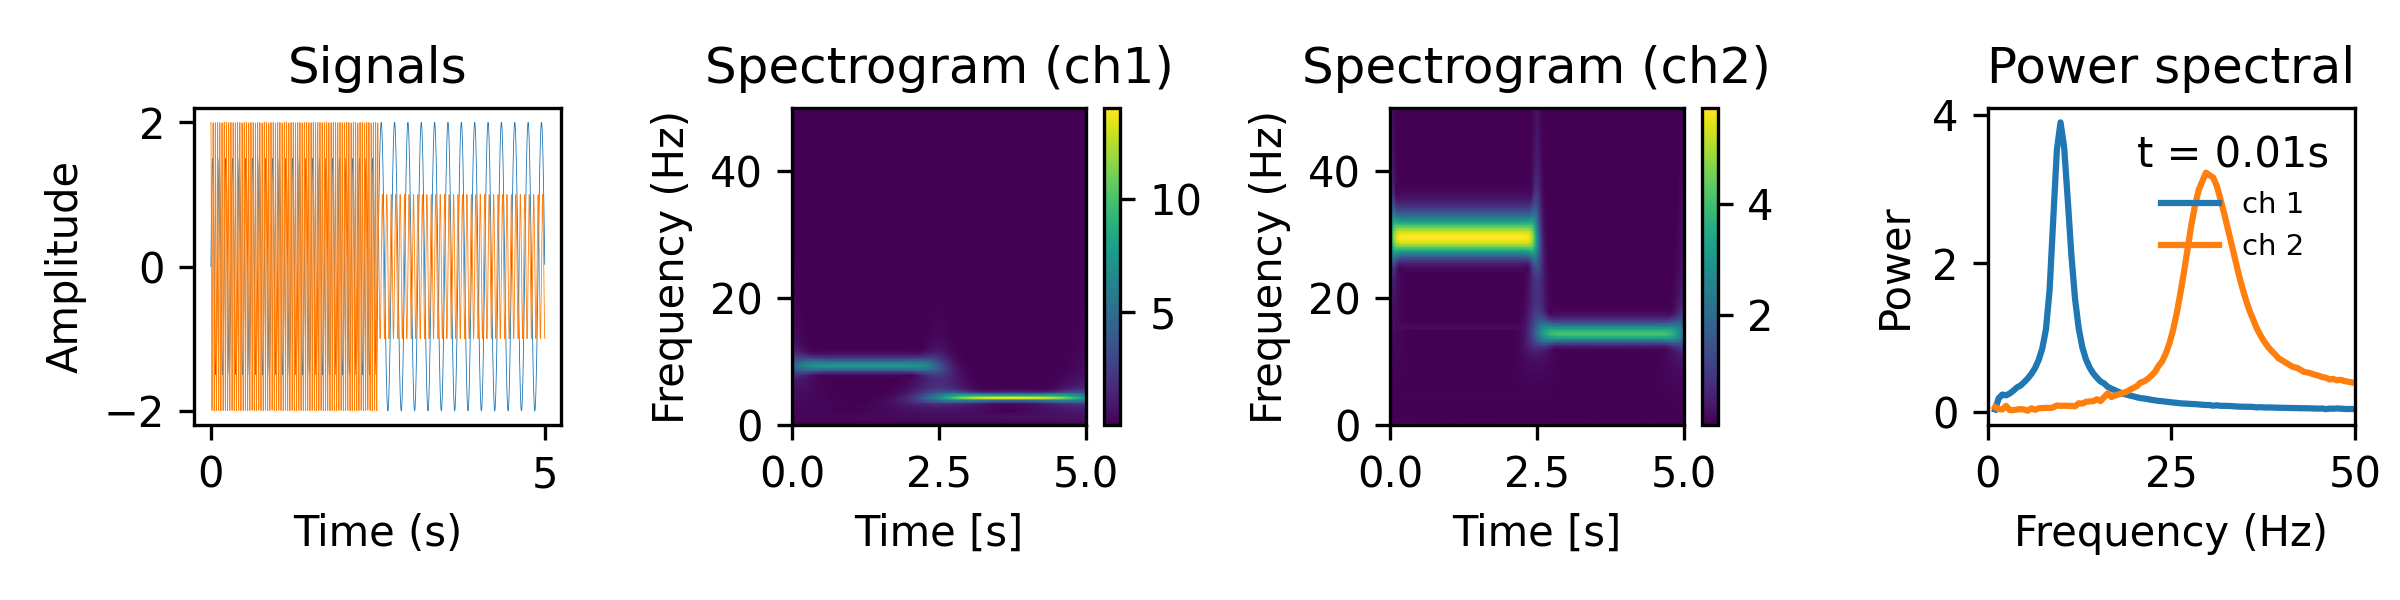 Signals
Amplitude
2
0
−2
0
5
Time (s)
Spectrogram (ch1)
Frequency (Hz)
40
20
0
0.0
2.5
5.0
Time [s]
10
5
Spectrogram (ch2)
Frequency (Hz)
40
20
0
0.0
2.5
5.0
Time [s]
4
2
Power spectral
Power
4
2
0
t = 0.01s
ch 1
ch 2
0
25
50
Frequency (Hz)